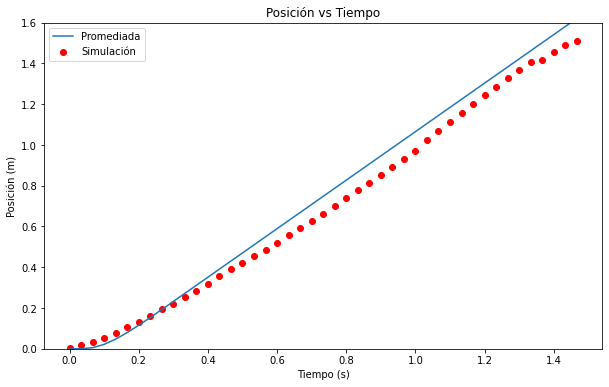 Posición vs Tiempo
Promediada
Simulación
Posición (m)
1.6
1.4
1.2
1.0
0.8
0.6
0.4
0.2
0.0
0.0 0.2 0.4 0.6 0.8 1.0 1.2 1.4
Tiempo (s)